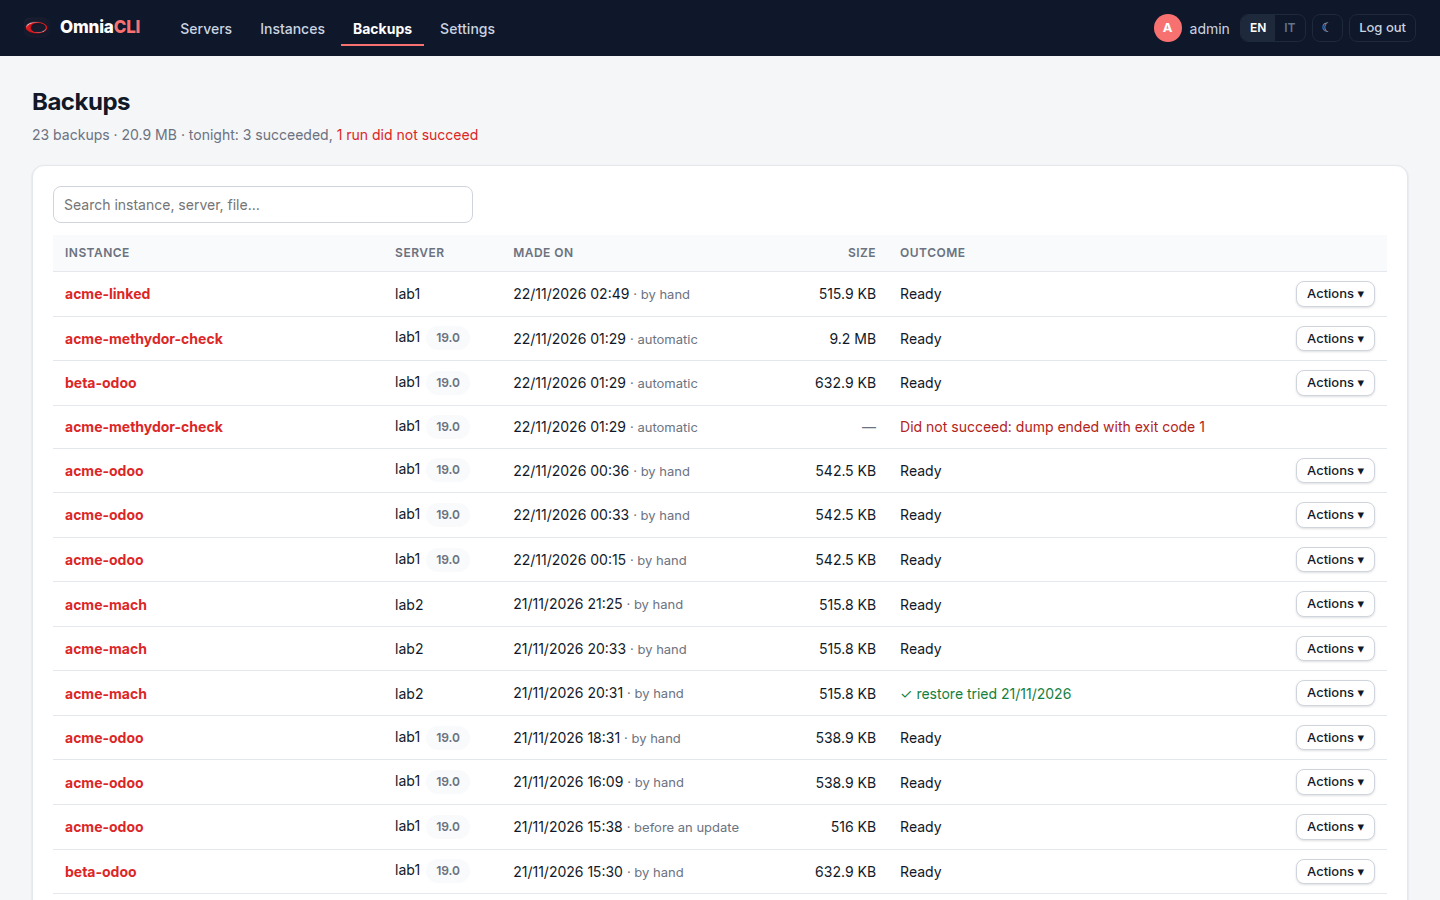 OmniaCLI Servers Instances Backups Settings A admin EN IT ☾ Log out
Backups
23 backups · 20.9 MB · tonight: 3 succeeded, 1 run did not succeed
Search instance, server, file...
INSTANCE SERVER MADE ON SIZE OUTCOME
acme-linked lab1 22/11/2026 02:49 · by hand 515.9 KB Ready Actions ▾
acme-methydor-check lab1 19.0 22/11/2026 01:29 · automatic 9.2 MB Ready Actions ▾
beta-odoo lab1 19.0 22/11/2026 01:29 · automatic 632.9 KB Ready Actions ▾
acme-methydor-check lab1 19.0 22/11/2026 01:29 · automatic — Did not succeed: dump ended with exit code 1
acme-odoo lab1 19.0 22/11/2026 00:36 · by hand 542.5 KB Ready Actions ▾
acme-odoo lab1 19.0 22/11/2026 00:33 · by hand 542.5 KB Ready Actions ▾
acme-odoo lab1 19.0 22/11/2026 00:15 · by hand 542.5 KB Ready Actions ▾
acme-mach lab2 21/11/2026 21:25 · by hand 515.8 KB Ready Actions ▾
acme-mach lab2 21/11/2026 20:33 · by hand 515.8 KB Ready Actions ▾
acme-mach lab2 21/11/2026 20:31 · by hand 515.8 KB ✓ restore tried 21/11/2026 Actions ▾
acme-odoo lab1 19.0 21/11/2026 18:31 · by hand 538.9 KB Ready Actions ▾
acme-odoo lab1 19.0 21/11/2026 16:09 · by hand 538.9 KB Ready Actions ▾
acme-odoo lab1 19.0 21/11/2026 15:38 · before an update 516 KB Ready Actions ▾
beta-odoo lab1 19.0 21/11/2026 15:30 · by hand 632.9 KB Ready Actions ▾